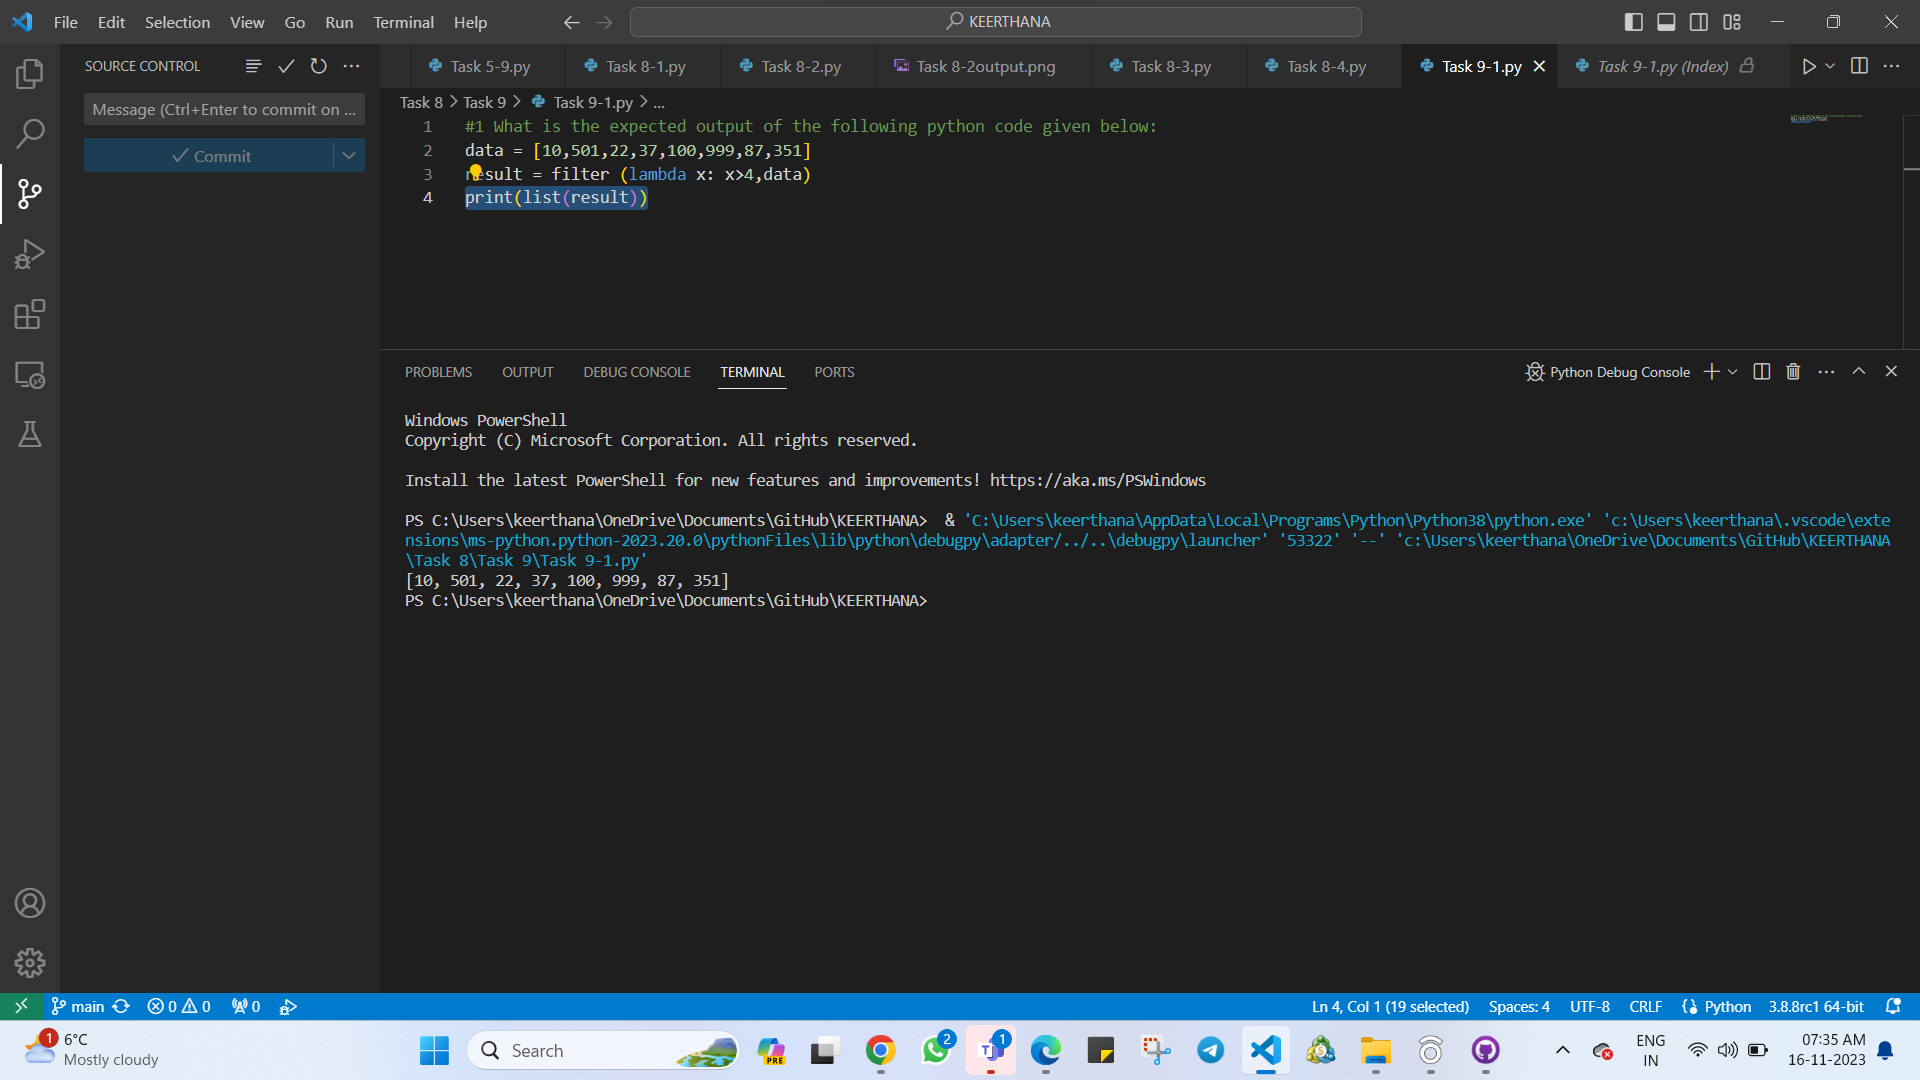 File Edit Selection View Go Run Terminal Help
KEERTHANA
SOURCE CONTROL
Message (Ctrl+Enter to commit on ...
Commit
Task 5-9.py Task 8-1.py Task 8-2.py Task 8-2output.png Task 8-3.py Task 8-4.py Task 9-1.py Task 9-1.py (Index)
Task 8 > Task 9 > Task 9-1.py > ...
1 #1 What is the expected output of the following python code given below:
2 data = [10,501,22,37,100,999,87,351]
3 result = filter (lambda x: x>4,data)
4 print(list(result))
PROBLEMS OUTPUT DEBUG CONSOLE TERMINAL PORTS
Python Debug Console
Windows PowerShell
Copyright (C) Microsoft Corporation. All rights reserved.
Install the latest PowerShell for new features and improvements! https://aka.ms/PSWindows
PS C:\Users\keerthana\OneDrive\Documents\GitHub\KEERTHANA>  & 'C:\Users\keerthana\AppData\Local\Programs\Python\Python38\python.exe' 'c:\Users\keerthana\.vscode\exte
nsions\ms-python.python-2023.20.0\pythonFiles\lib\python\debugpy\adapter/../..\debugpy\launcher' '53322' '--' 'c:\Users\keerthana\OneDrive\Documents\GitHub\KEERTHANA
\Task 8\Task 9\Task 9-1.py'
[10, 501, 22, 37, 100, 999, 87, 351]
PS C:\Users\keerthana\OneDrive\Documents\GitHub\KEERTHANA>
main 0 0 0
Ln 4, Col 1 (19 selected) Spaces: 4 UTF-8 CRLF Python 3.8.8rc1 64-bit
1 6°C
Mostly cloudy
Search
PRE
2
1
ENG
IN
07:35 AM
16-11-2023